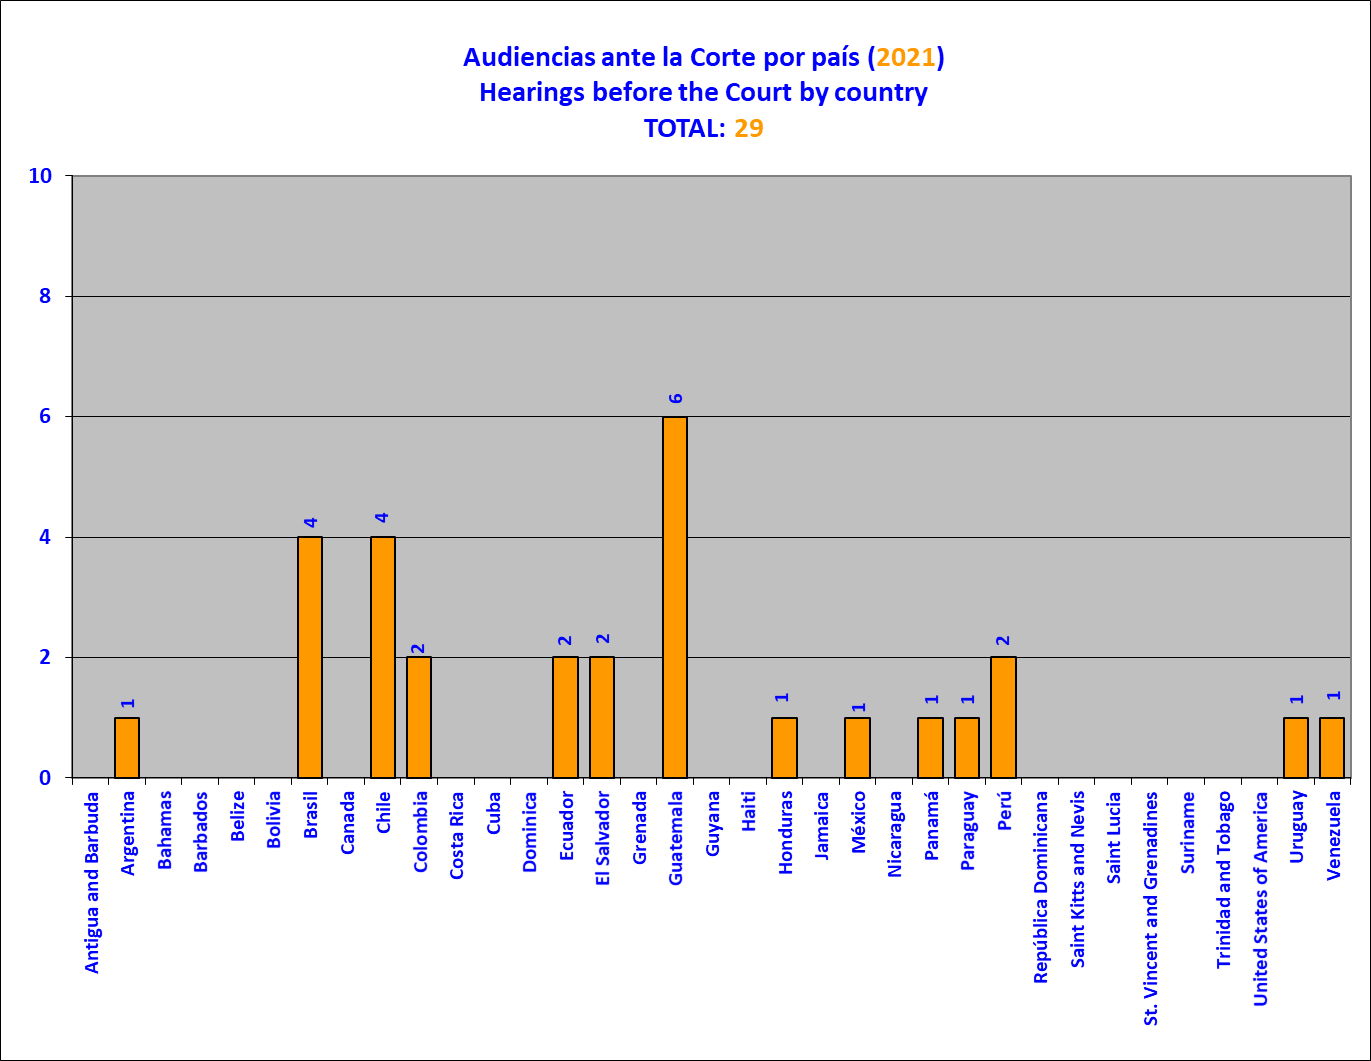 Audiencias ante la Corte por país (2021)
Hearings before the Court by country
TOTAL: 29
10
8
6
4
2
0
1
4
4
2
2
2
6
1
1
1
1
2
1
1
Antigua and Barbuda
Argentina
Bahamas
Barbados
Belize
Bolivia
Brasil
Canada
Chile
Colombia
Costa Rica
Cuba
Dominica
Ecuador
El Salvador
Grenada
Guatemala
Guyana
Haiti
Honduras
Jamaica
México
Nicaragua
Panamá
Paraguay
Perú
República Dominicana
Saint Kitts and Nevis
Saint Lucia
St. Vincent and Grenadines
Suriname
Trinidad and Tobago
United States of America
Uruguay
Venezuela